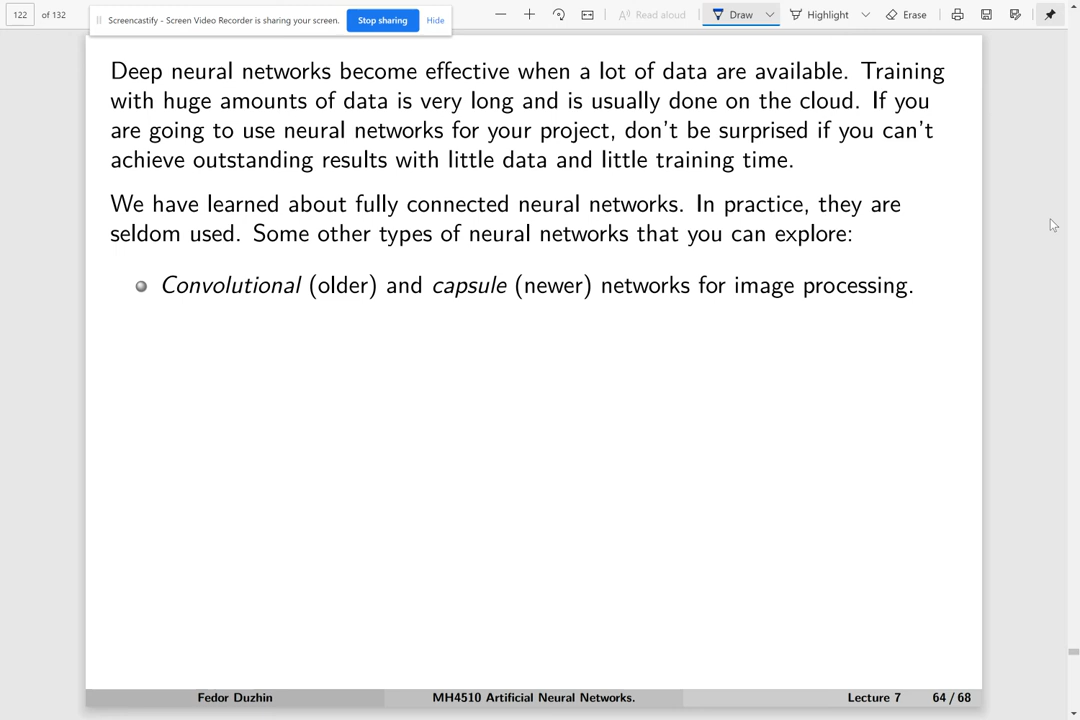 122 of 132
Screencastify - Screen Video Recorder is sharing your screen. Stop sharing Hide
Read aloud Draw Highlight Erase
Deep neural networks become effective when a lot of data are available. Training
with huge amounts of data is very long and is usually done on the cloud. If you
are going to use neural networks for your project, don't be surprised if you can't
achieve outstanding results with little data and little training time.
We have learned about fully connected neural networks. In practice, they are
seldom used. Some other types of neural networks that you can explore:
Convolutional (older) and capsule (newer) networks for image processing.
Fedor Duzhin MH4510 Artificial Neural Networks. Lecture 7 64 / 68